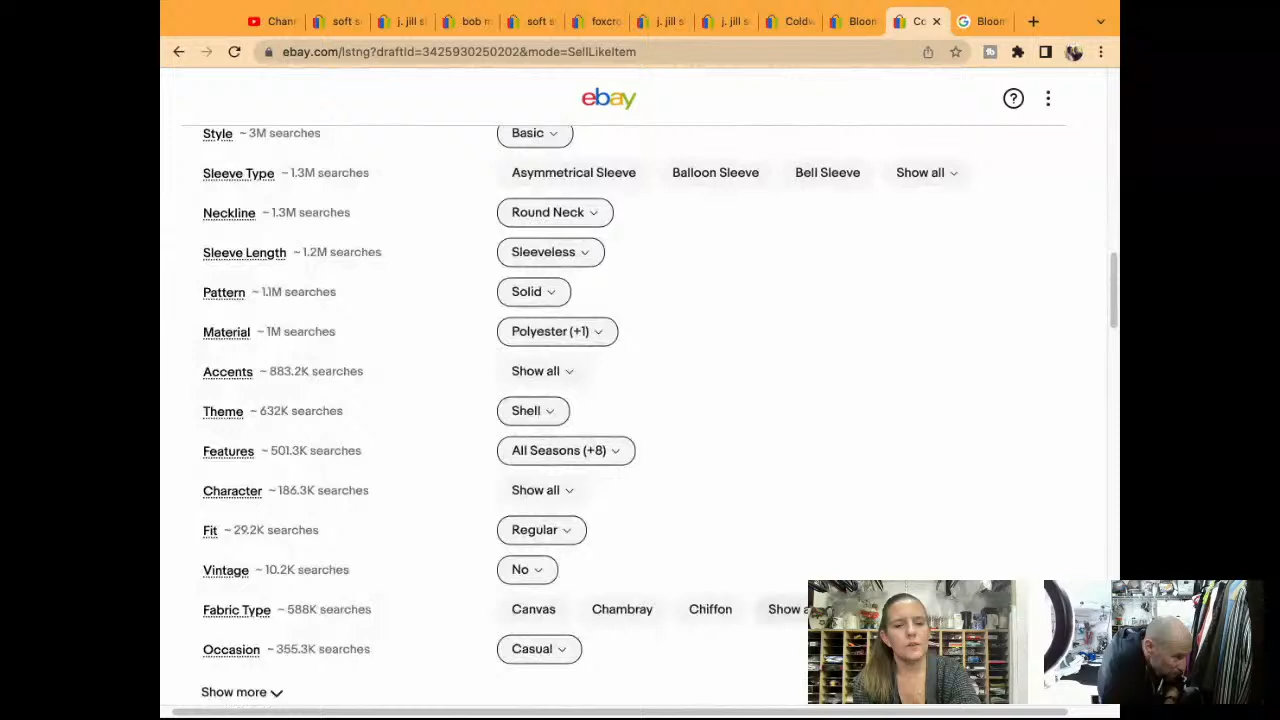 Chann
soft s
j. jill s
bob m
soft s
foxcro
j. jill s
j. jill s
Coldw
Bloom
Co
Bloom
ebay.com/lstng?draftId=3425930250202&mode=SellLikeItem
ebay
Style ~ 3M searches Basic
Sleeve Type ~ 1.3M searches Asymmetrical Sleeve Balloon Sleeve Bell Sleeve Show all
Neckline ~ 1.3M searches Round Neck
Sleeve Length ~ 1.2M searches Sleeveless
Pattern ~ 1.1M searches Solid
Material ~ 1M searches Polyester (+1)
Accents ~ 883.2K searches Show all
Theme ~ 632K searches Shell
Features ~ 501.3K searches All Seasons (+8)
Character ~ 186.3K searches Show all
Fit ~ 29.2K searches Regular
Vintage ~ 10.2K searches No
Fabric Type ~ 588K searches Canvas Chambray Chiffon Show a
Occasion ~ 355.3K searches Casual
Show more